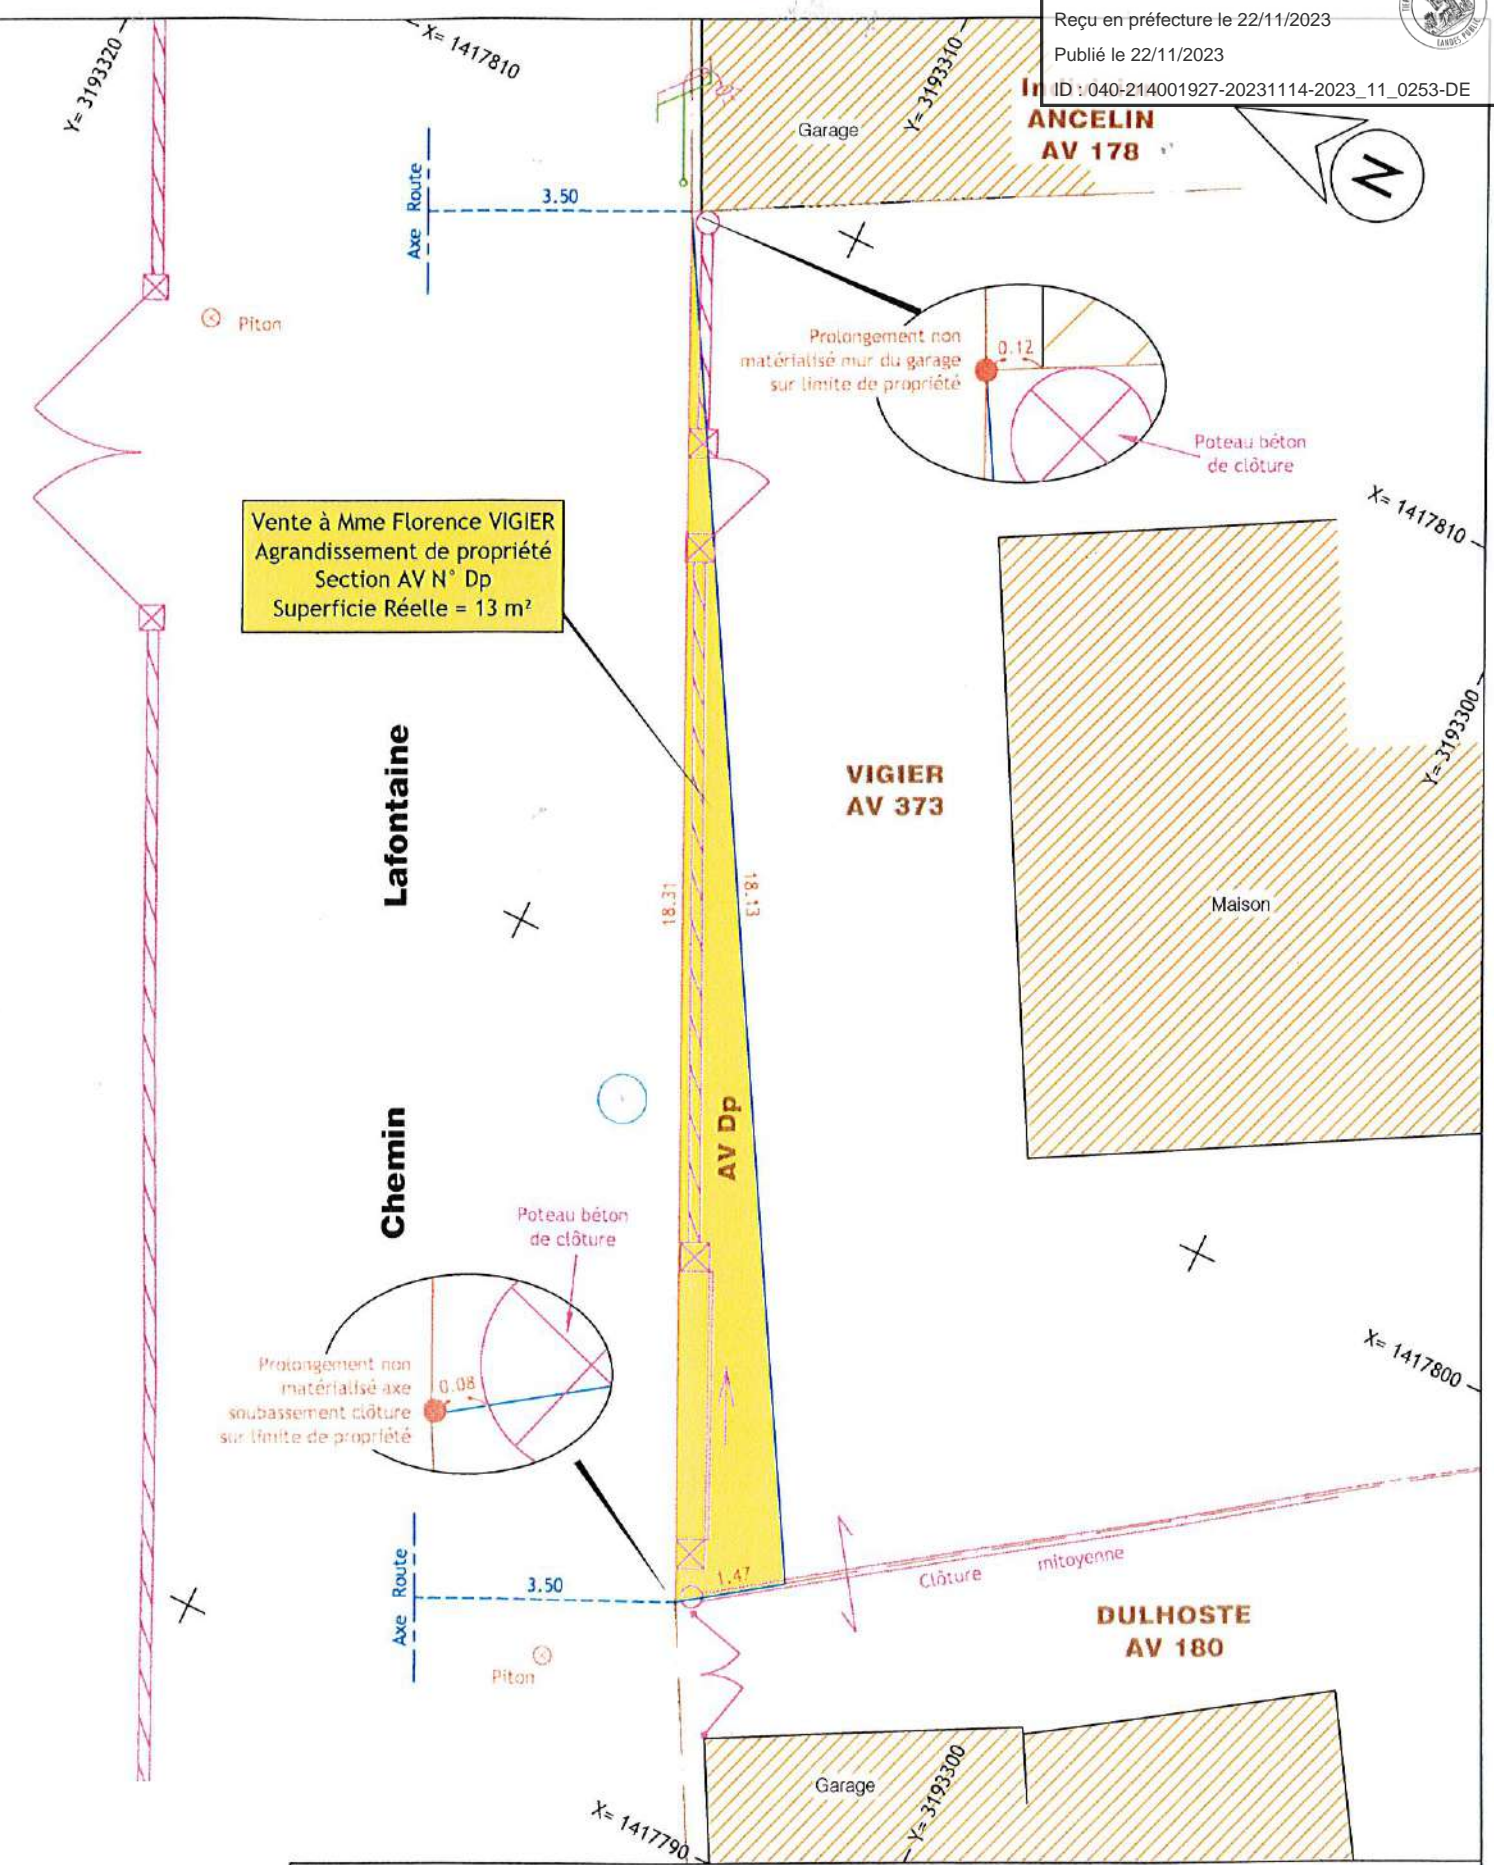 Reçu en préfecture le 22/11/2023
Publié le 22/11/2023
ID : 040-214001927-20231114-2023_11_0253-DE
LANDES PUBLIC
Y= 3193320
X= 1417810
Y= 3193310
Garage
ANCELIN
AV 178
N
Axe Route
3.50
Piton
Prolongement non
matérialisé mur du garage
sur limite de propriété
0.12
Poteau béton
de clôture
X= 1417810
Vente à Mme Florence VIGIER
Agrandissement de propriété
Section AV N° Dp
Superficie Réelle = 13 m²
Y= 3193300
VIGIER
AV 373
Chemin Lafontaine
18.31
18.13
Maison
AV Dp
Poteau béton
de clôture
Prolongement non
matérialisé axe
soubassement clôture
sur limite de propriété
0.08
X= 1417800
Axe Route
3.50
1.47
Clôture mitoyenne
Piton
DULHOSTE
AV 180
Garage
X= 1417790
Y= 3193300